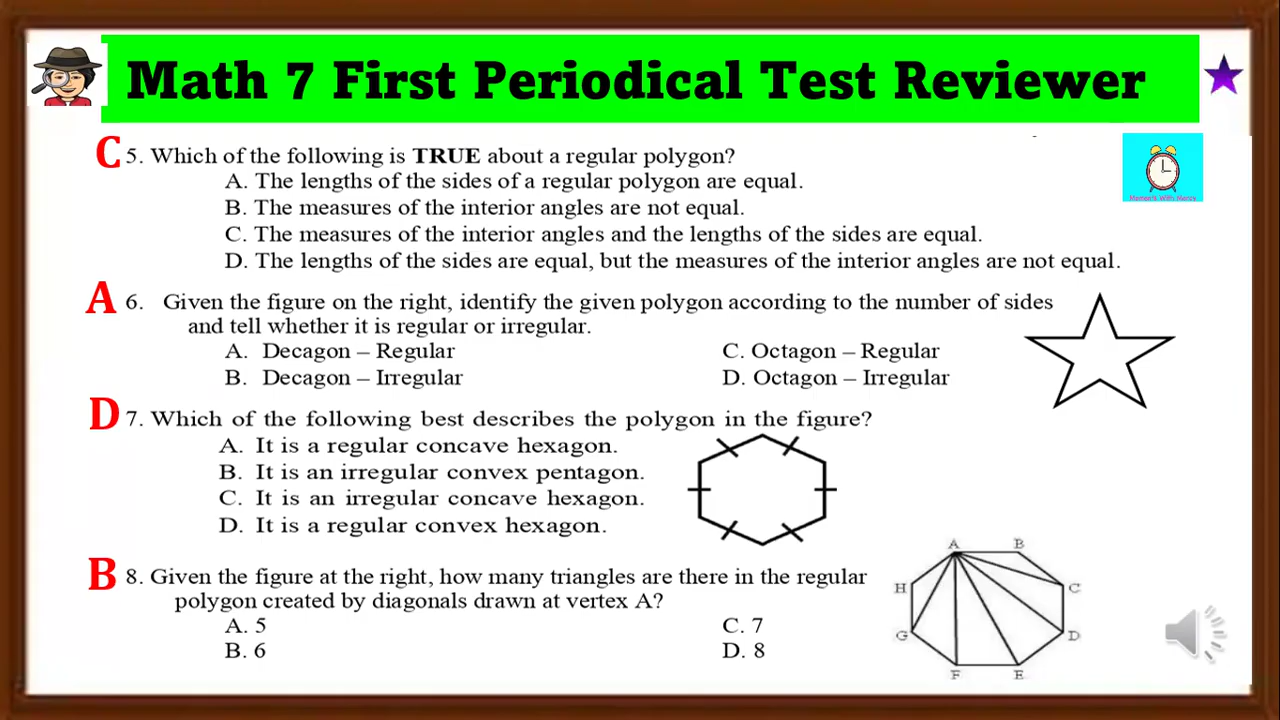 Math 7 First Periodical Test Reviewer
C 5. Which of the following is TRUE about a regular polygon?
A. The lengths of the sides of a regular polygon are equal.
B. The measures of the interior angles are not equal.
C. The measures of the interior angles and the lengths of the sides are equal.
D. The lengths of the sides are equal, but the measures of the interior angles are not equal.
A 6. Given the figure on the right, identify the given polygon according to the number of sides
and tell whether it is regular or irregular.
A. Decagon – Regular C. Octagon – Regular
B. Decagon – Irregular D. Octagon – Irregular
D 7. Which of the following best describes the polygon in the figure?
A. It is a regular concave hexagon.
B. It is an irregular convex pentagon.
C. It is an irregular concave hexagon.
D. It is a regular convex hexagon.
B 8. Given the figure at the right, how many triangles are there in the regular
polygon created by diagonals drawn at vertex A?
A. 5 C. 7
B. 6 D. 8
A B
H C
G D
F E